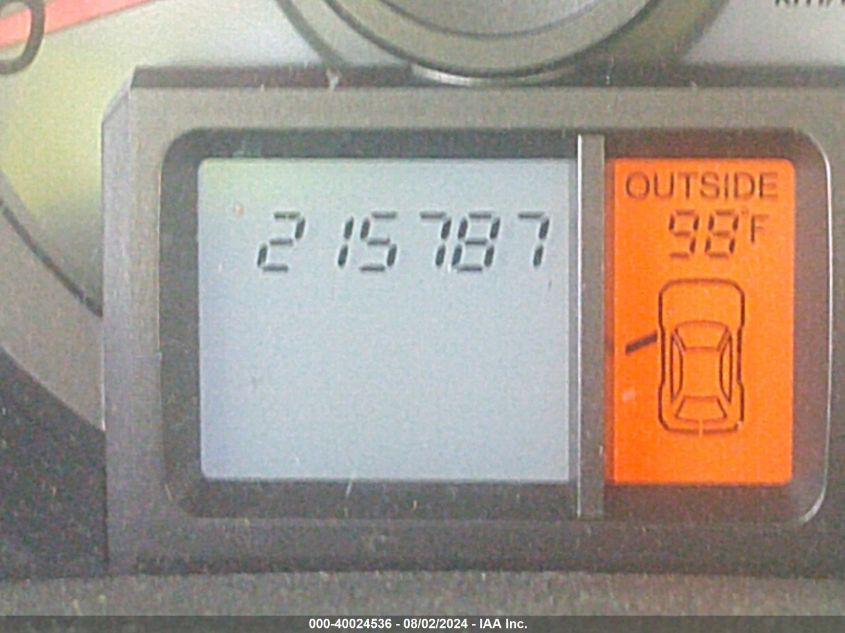 215787
OUTSIDE
98°F
000-40024536 - 08/02/2024 - IAA Inc.